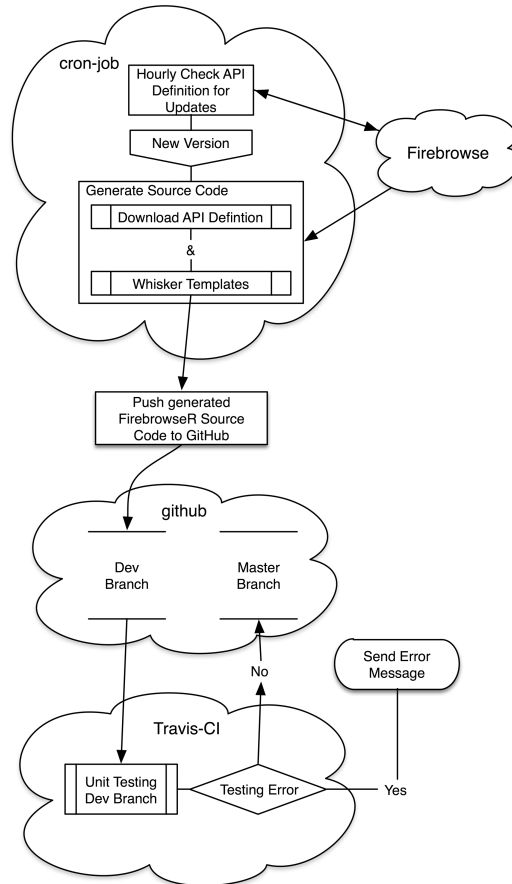 cron-job
Hourly Check API
Definition for
Updates
Firebrowse
New Version
Generate Source Code
Download API Defintion
&
Whisker Templates
Push generated
FirebrowseR Source
Code to GitHub
github
Dev
Branch
Master
Branch
Send Error
Message
No
Travis-CI
Unit Testing
Dev Branch
Testing Error
Yes